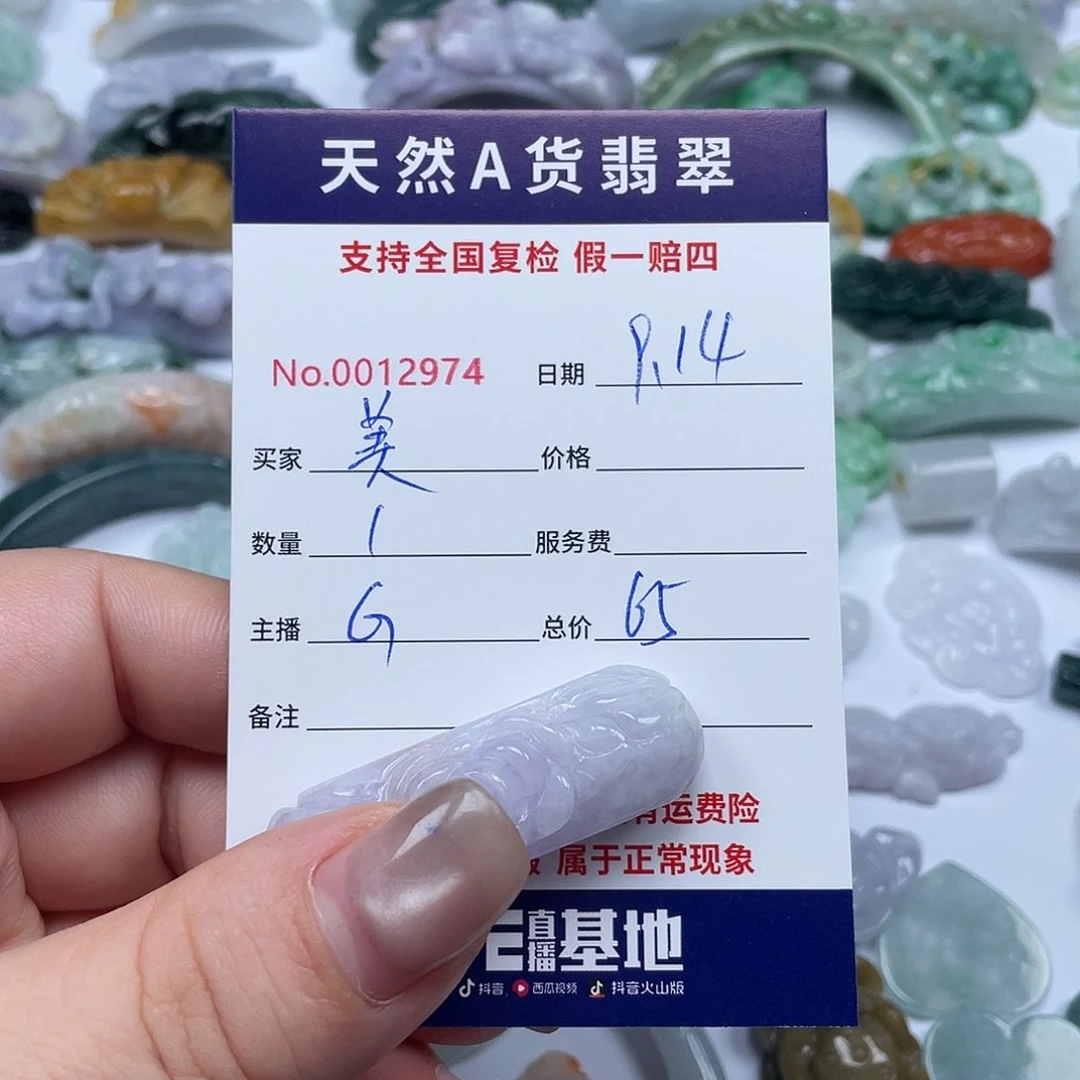 天然A货翡翠
支持全国复检 假一赔四
No.0012974 日期 9.14
买家 美 价格
数量 1 服务费
主播 G 总价 65
备注
有运费险
属于正常现象
直播基地
抖音 西瓜视频 抖音火山版